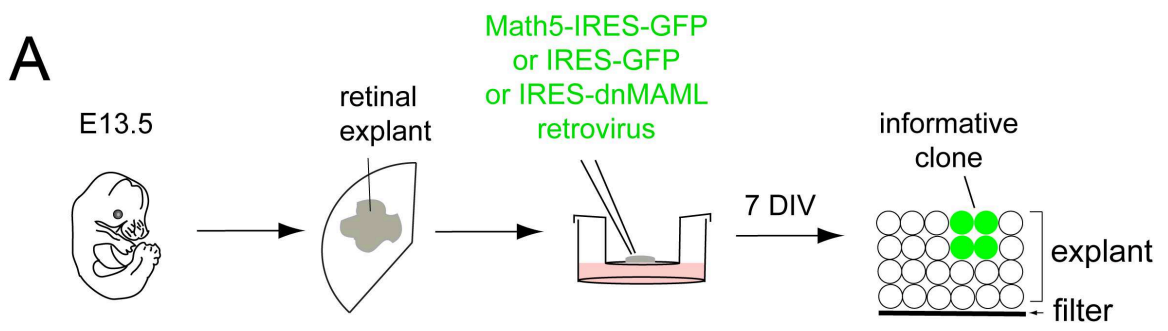 A
E13.5
retinal
explant
Math5-IRES-GFP
or IRES-GFP
or IRES-dnMAML
retrovirus
7 DIV
informative
clone
explant
filter